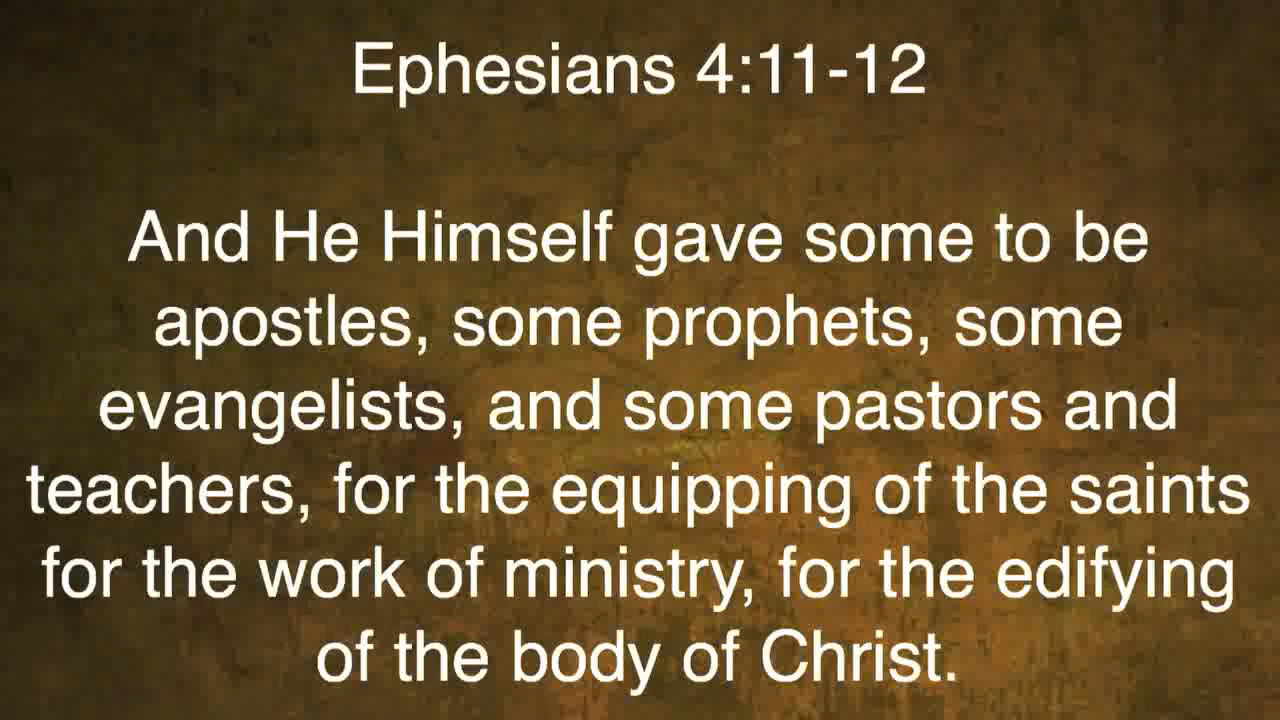 Ephesians 4:11-12
And He Himself gave some to be
apostles, some prophets, some
evangelists, and some pastors and
teachers, for the equipping of the saints
for the work of ministry, for the edifying
of the body of Christ.